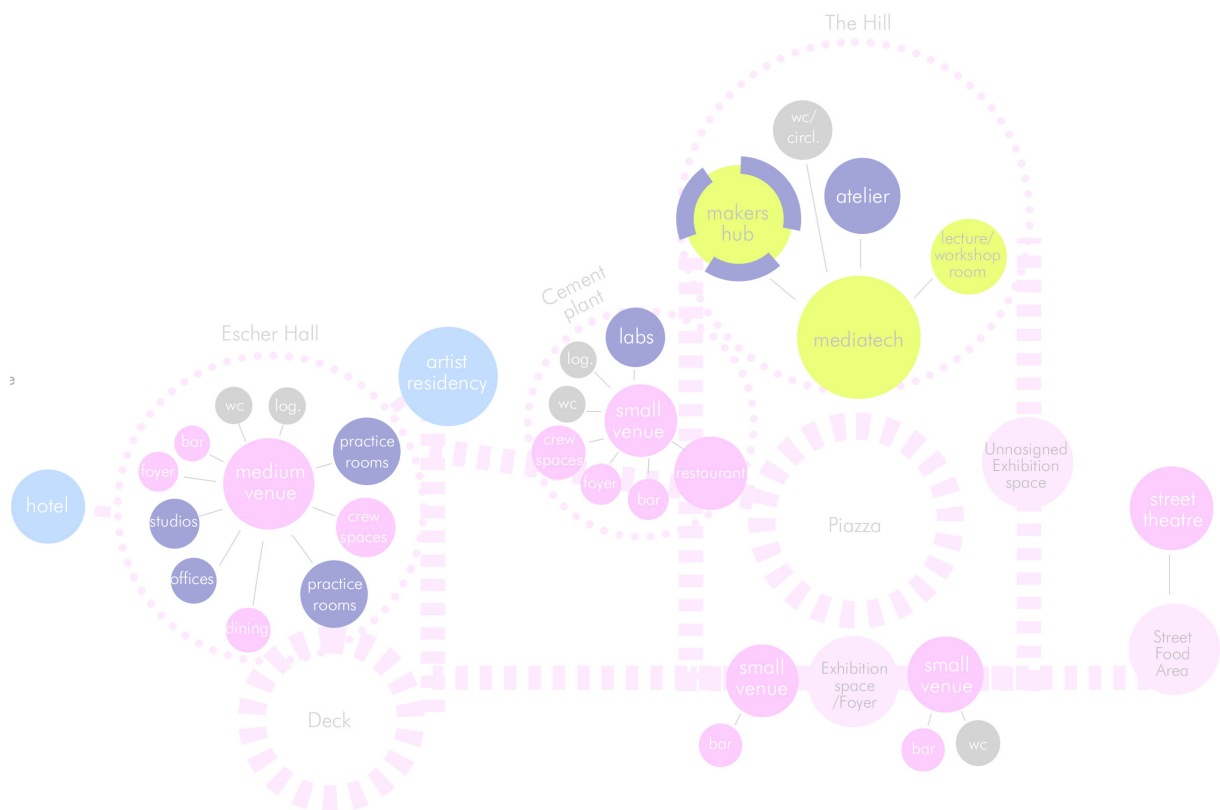 The Hill
wc/
circl.
atelier
makers
hub
lecture/
workshop
room
mediatech
Cement
plant
labs
log.
wc
small
venue
crew
spaces
foyer
bar
restaurant
Escher Hall
artist
residency
wc
log.
bar
practice
rooms
foyer
medium
venue
studios
crew
spaces
offices
practice
rooms
dining
hotel
e
Deck
Piazza
Unnasigned
Exhibition
space
street
theatre
Street
Food
Area
small
venue
Exhibition
space
/Foyer
small
venue
bar
bar
wc